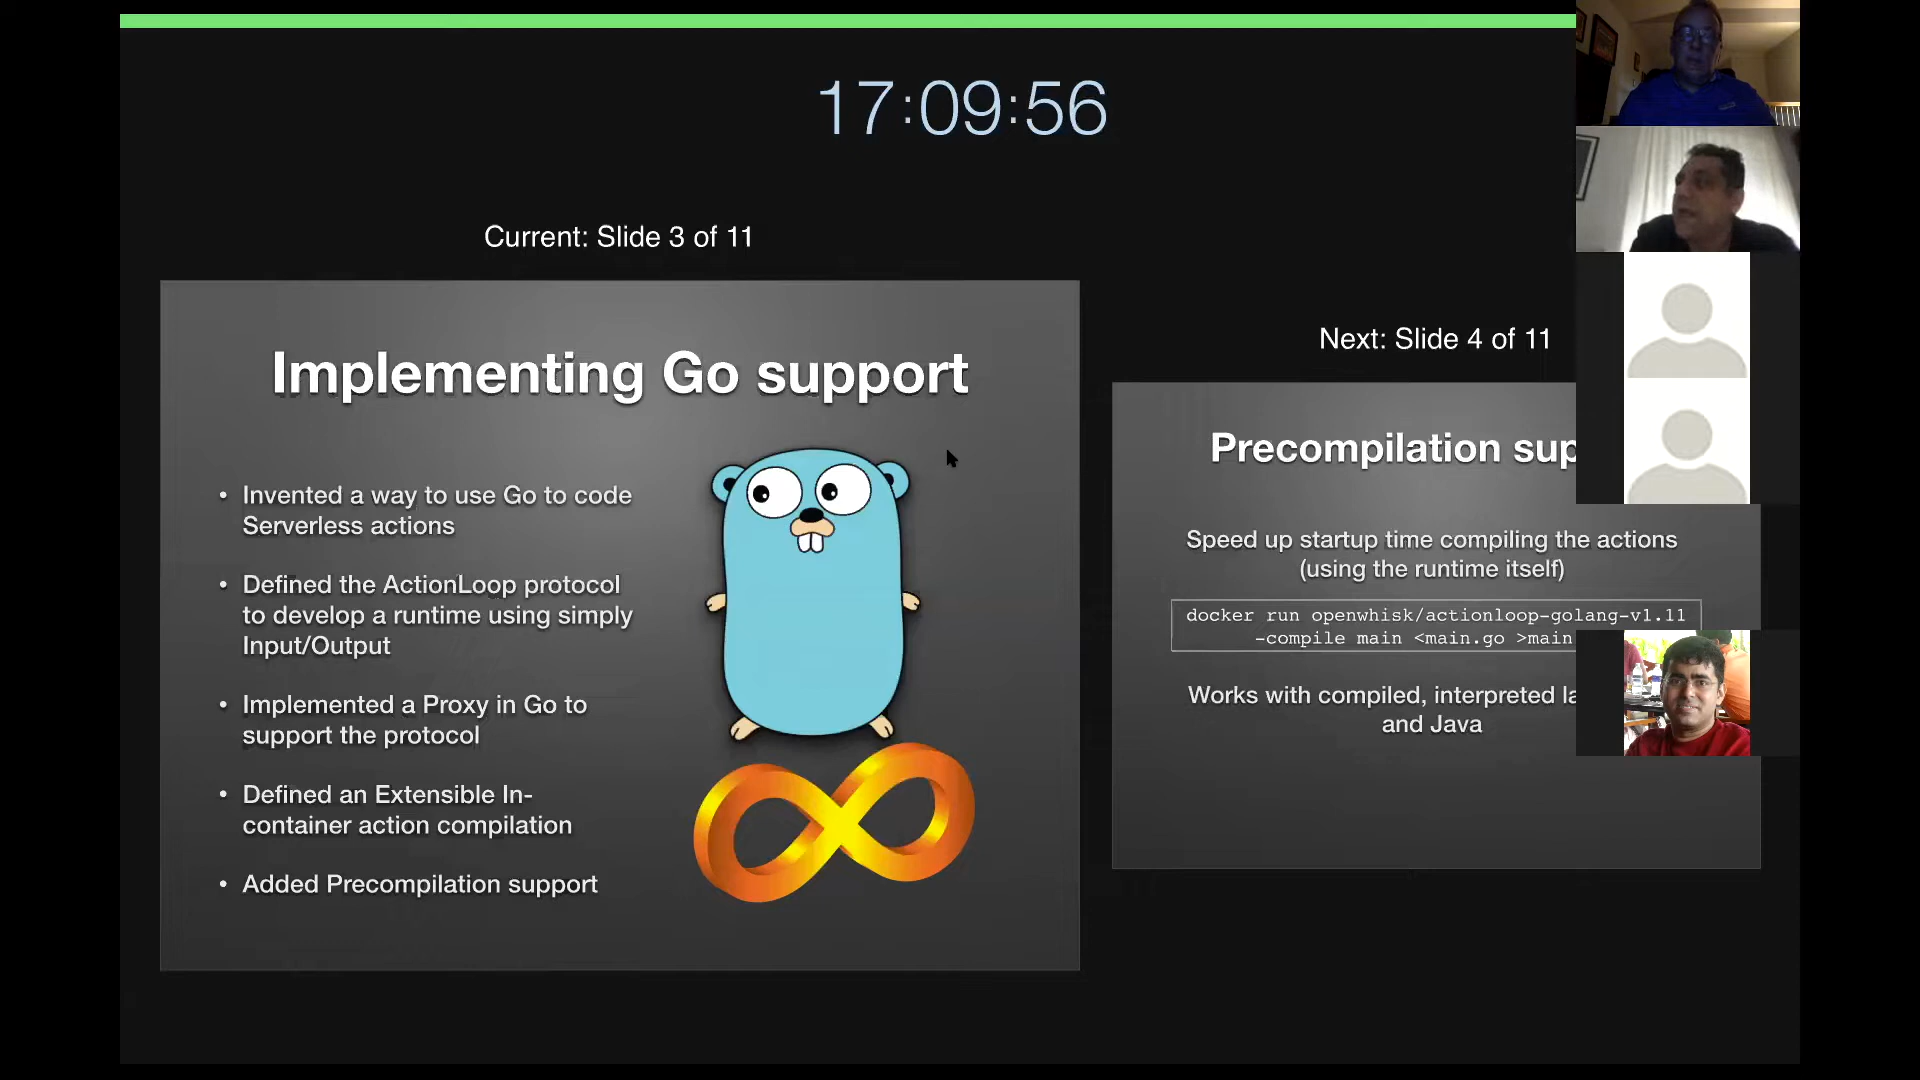 17:09:56
Current: Slide 3 of 11
Implementing Go support
• Invented a way to use Go to code
Serverless actions
• Defined the ActionLoop protocol
to develop a runtime using simply
Input/Output
• Implemented a Proxy in Go to
support the protocol
• Defined an Extensible In-
container action compilation
• Added Precompilation support
Next: Slide 4 of 11
Precompilation sup
Speed up startup time compiling the actions
(using the runtime itself)
docker run openwhisk/actionloop-golang-v1.11
-compile main <main.go >main
Works with compiled, interpreted la
and Java